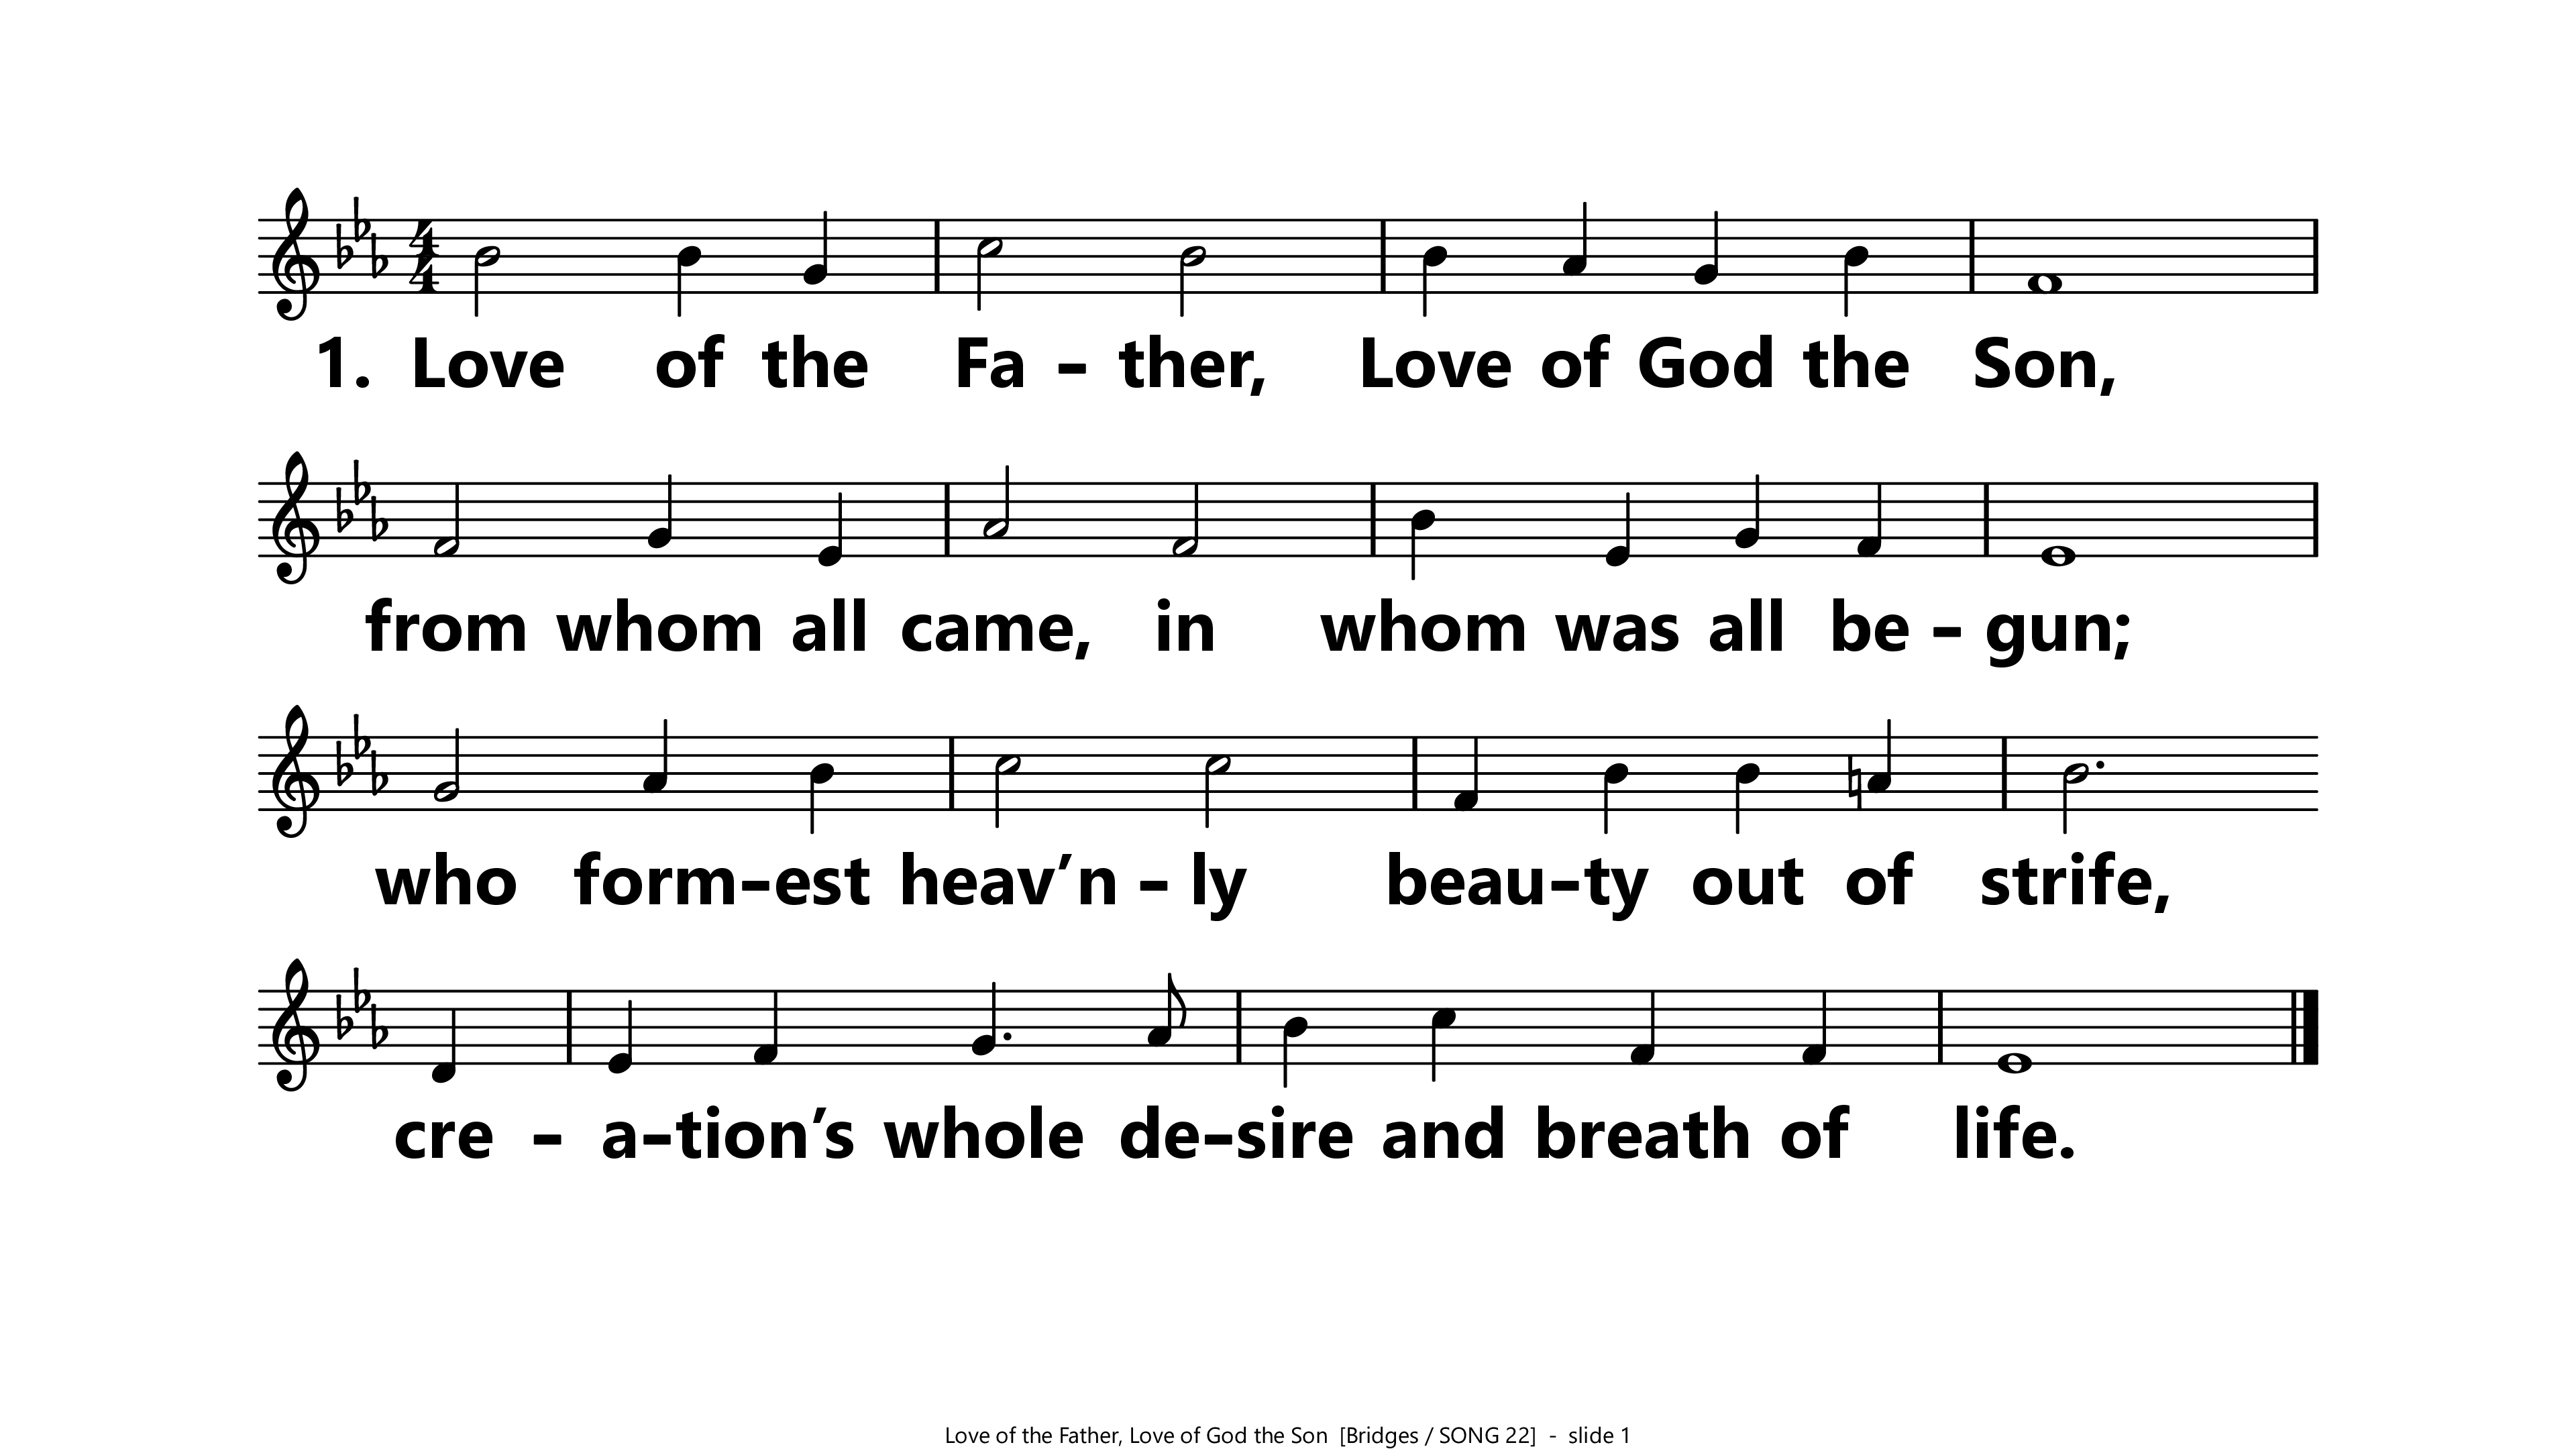 1. Love of the Fa - ther, Love of God the Son,
from whom all came, in whom was all be - gun;
who form-est heav’n - ly beau-ty out of strife,
cre - a-tion’s whole de-sire and breath of life.
Love of the Father, Love of God the Son [Bridges / SONG 22] - slide 1